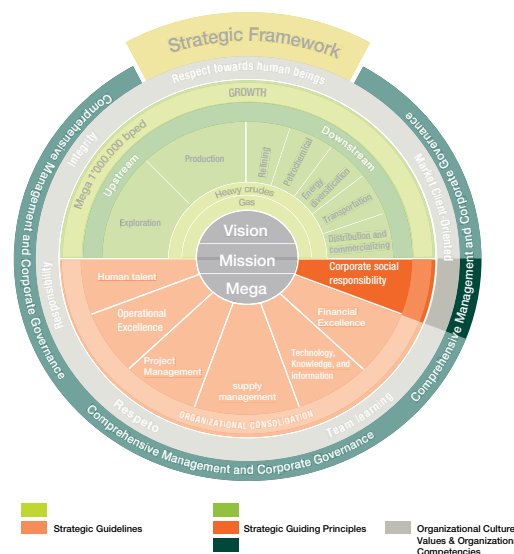 Strategic Framework
Respect towards human beings
GROWTH
Mega 1'000.000 bped
Integrity
Upstream
Downstream
Production
Refining
Petrochemical
Energy
diversification
Transportation
Distribution and
commercializing
Exploration
Heavy crudes
Gas
Vision
Mission
Mega
Market Client-Oriented
Comprehensive Management and Corporate Governance
Comprehensive Management and Corporate Governance
Responsibility
Human talent
Corporate social
responsibility
Operational
Excellence
Financial
Excellence
Project
Management
Technology,
Knowledge, and
information
supply
management
ORGANIZATIONAL CONSOLIDATION
Respeto
Team learning
Comprehensive Management and Corporate Governance
Strategic Guidelines
Strategic Guiding Principles
Organizational Culture
Values & Organization
Competencies